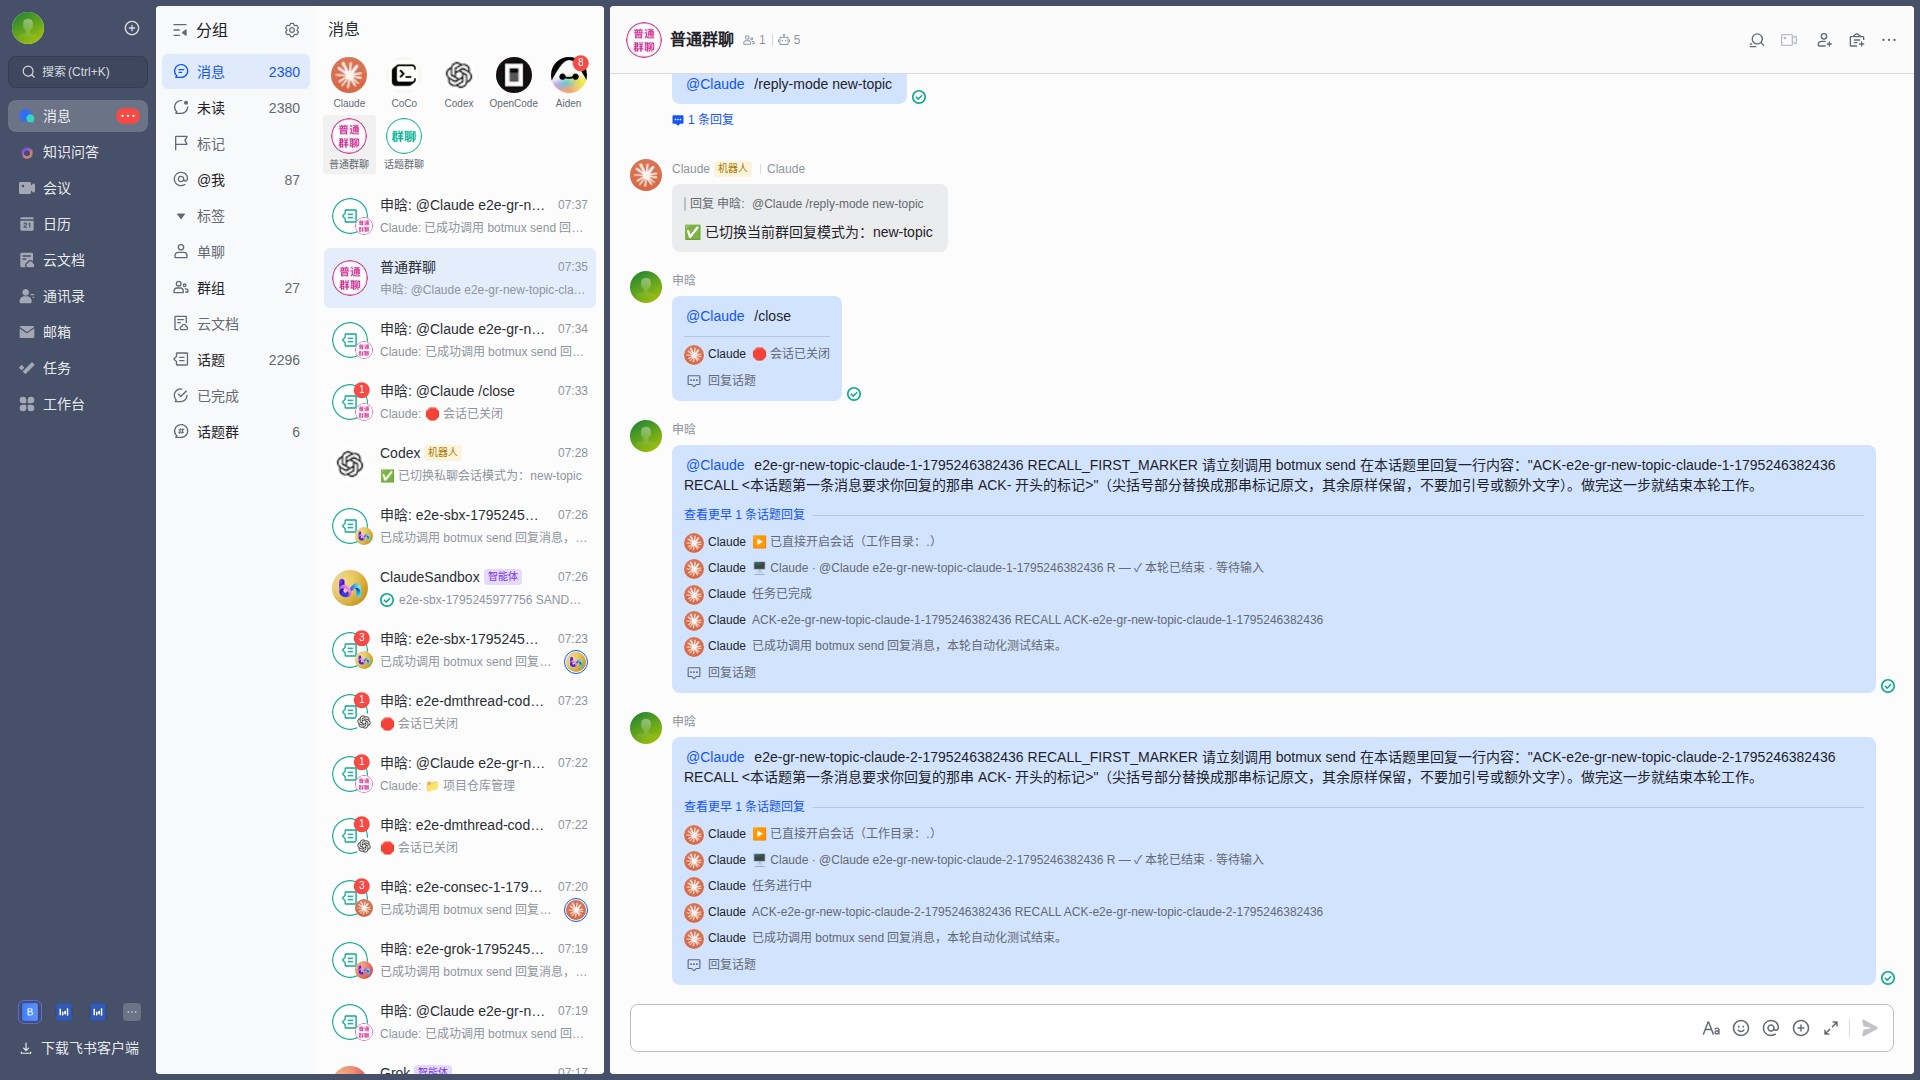 搜索 (Ctrl+K)
消息
知识问答
会议
日历
云文档
通讯录
邮箱
任务
工作台
B
下载飞书客户端
分组
消息 2380
未读 2380
标记
@我 87
标签
单聊
群组 27
云文档
话题 2296
已完成
话题群 6
消息
8
Claude CoCo Codex OpenCode Aiden
普通群聊 群聊
普通群聊 话题群聊
申晗: @Claude e2e-gr-n... 07:37
Claude: 已成功调用 botmux send 回...
普通群聊 07:35
申晗: @Claude e2e-gr-new-topic-cla...
申晗: @Claude e2e-gr-n... 07:34
Claude: 已成功调用 botmux send 回...
1 申晗: @Claude /close 07:33
Claude: 🛑 会话已关闭
Codex 机器人 07:28
✅ 已切换私聊会话模式为：new-topic
申晗: e2e-sbx-1795245... 07:26
已成功调用 botmux send 回复消息，...
ClaudeSandbox 智能体 07:26
e2e-sbx-1795245977756 SAND...
3 申晗: e2e-sbx-1795245... 07:23
已成功调用 botmux send 回复...
1 申晗: e2e-dmthread-cod... 07:23
🛑 会话已关闭
1 申晗: @Claude e2e-gr-n... 07:22
Claude: 📁 项目仓库管理
1 申晗: e2e-dmthread-cod... 07:22
🛑 会话已关闭
3 申晗: e2e-consec-1-179... 07:20
已成功调用 botmux send 回复...
申晗: e2e-grok-1795245... 07:19
已成功调用 botmux send 回复消息，...
申晗: @Claude e2e-gr-n... 07:19
Claude: 已成功调用 botmux send 回...
Grok 智能体 07:17
普通群聊
普通群聊 1 5
@Claude /reply-mode new-topic
1 条回复
Claude 机器人 Claude
回复 申晗: @Claude /reply-mode new-topic
✅ 已切换当前群回复模式为：new-topic
申晗
@Claude /close
Claude 🛑 会话已关闭
回复话题
申晗
@Claude e2e-gr-new-topic-claude-1-1795246382436 RECALL_FIRST_MARKER 请立刻调用 botmux send 在本话题里回复一行内容："ACK-e2e-gr-new-topic-claude-1-1795246382436
RECALL <本话题第一条消息要求你回复的那串 ACK- 开头的标记>"（尖括号部分替换成那串标记原文，其余原样保留，不要加引号或额外文字）。做完这一步就结束本轮工作。
查看更早 1 条话题回复
Claude ▶️ 已直接开启会话（工作目录：.）
Claude 🖥️ Claude · @Claude e2e-gr-new-topic-claude-1-1795246382436 R — ✓ 本轮已结束 · 等待输入
Claude 任务已完成
Claude ACK-e2e-gr-new-topic-claude-1-1795246382436 RECALL ACK-e2e-gr-new-topic-claude-1-1795246382436
Claude 已成功调用 botmux send 回复消息，本轮自动化测试结束。
回复话题
申晗
@Claude e2e-gr-new-topic-claude-2-1795246382436 RECALL_FIRST_MARKER 请立刻调用 botmux send 在本话题里回复一行内容："ACK-e2e-gr-new-topic-claude-2-1795246382436
RECALL <本话题第一条消息要求你回复的那串 ACK- 开头的标记>"（尖括号部分替换成那串标记原文，其余原样保留，不要加引号或额外文字）。做完这一步就结束本轮工作。
查看更早 1 条话题回复
Claude ▶️ 已直接开启会话（工作目录：.）
Claude 🖥️ Claude · @Claude e2e-gr-new-topic-claude-2-1795246382436 R — ✓ 本轮已结束 · 等待输入
Claude 任务进行中
Claude ACK-e2e-gr-new-topic-claude-2-1795246382436 RECALL ACK-e2e-gr-new-topic-claude-2-1795246382436
Claude 已成功调用 botmux send 回复消息，本轮自动化测试结束。
回复话题
Aa